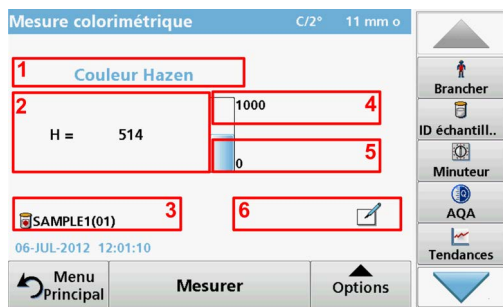 Mesure colorimétrique C/2° 11 mm o
1
Couleur Hazen
2
H = 514
1000
4
0
5
SAMPLE1(01)
3
6
06-JUL-2012 12:01:10
Menu Principal
Mesurer
Options
Brancher
ID échantill..
Minuteur
AQA
Tendances